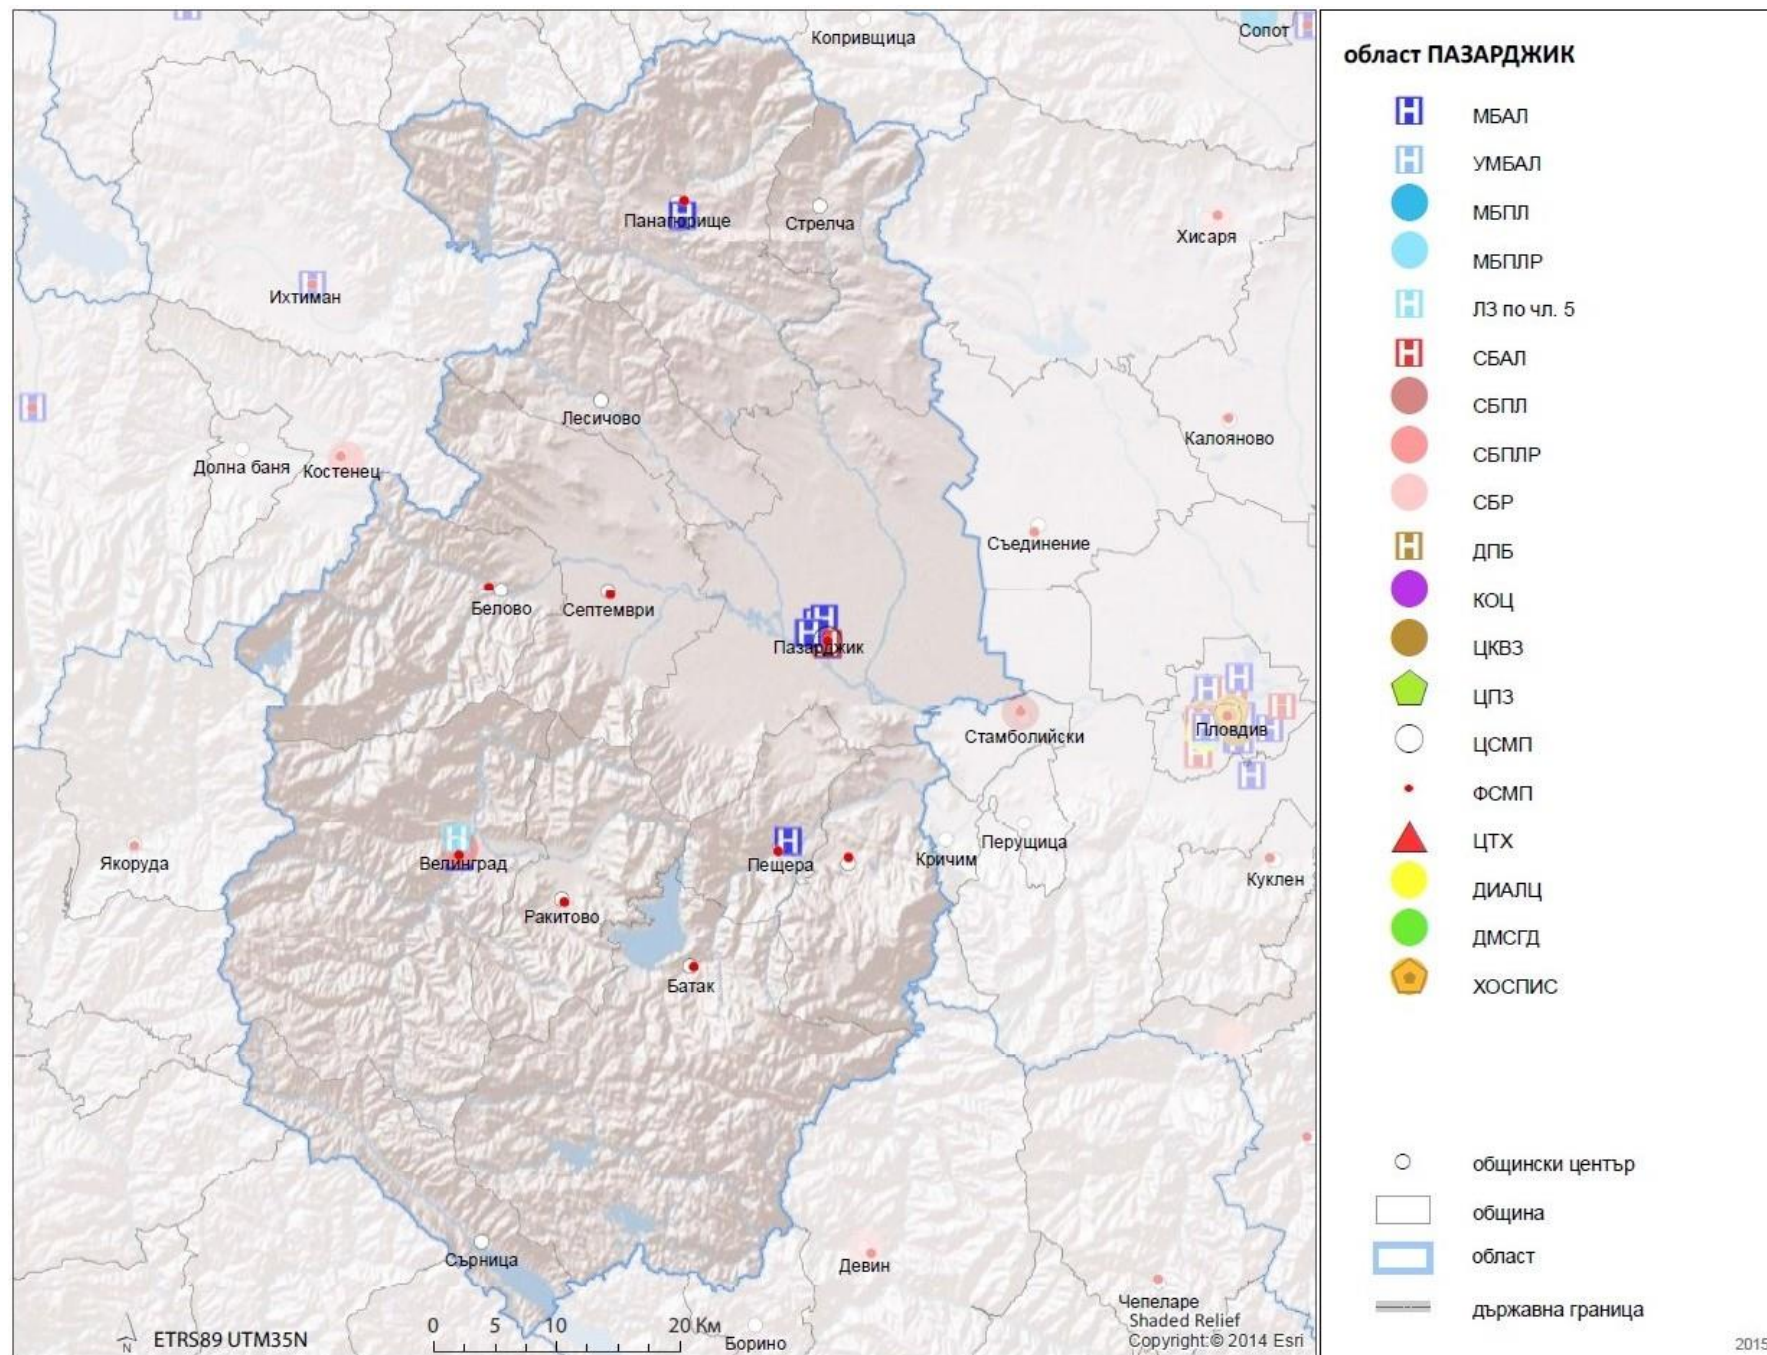 Копривщица
Сопот
Панагюрище
Стрелча
Хисаря
Ихтиман
Лесичово
Калояново
Долна баня
Костенец
Съединение
Белово
Септември
Пазарджик
Стамболийски
Пловдив
Якоруда
Велинград
Пещера
Кричим
Перущица
Куклен
Ракитово
Батак
Сърница
Девин
Чепеларе
Борино
0 5 10 20 Км
N
ETRS89 UTM35N
Shaded Relief
Copyright:© 2014 Esri
област ПАЗАРДЖИК
МБАЛ
УМБАЛ
МБПЛ
МБПЛР
ЛЗ по чл. 5
СБАЛ
СБПЛ
СБПЛР
СБР
ДПБ
КОЦ
ЦКВЗ
ЦПЗ
ЦСМП
ФСМП
ЦТХ
ДИАЛЦ
ДМСГД
ХОСПИС
общински център
община
област
държавна граница
2015